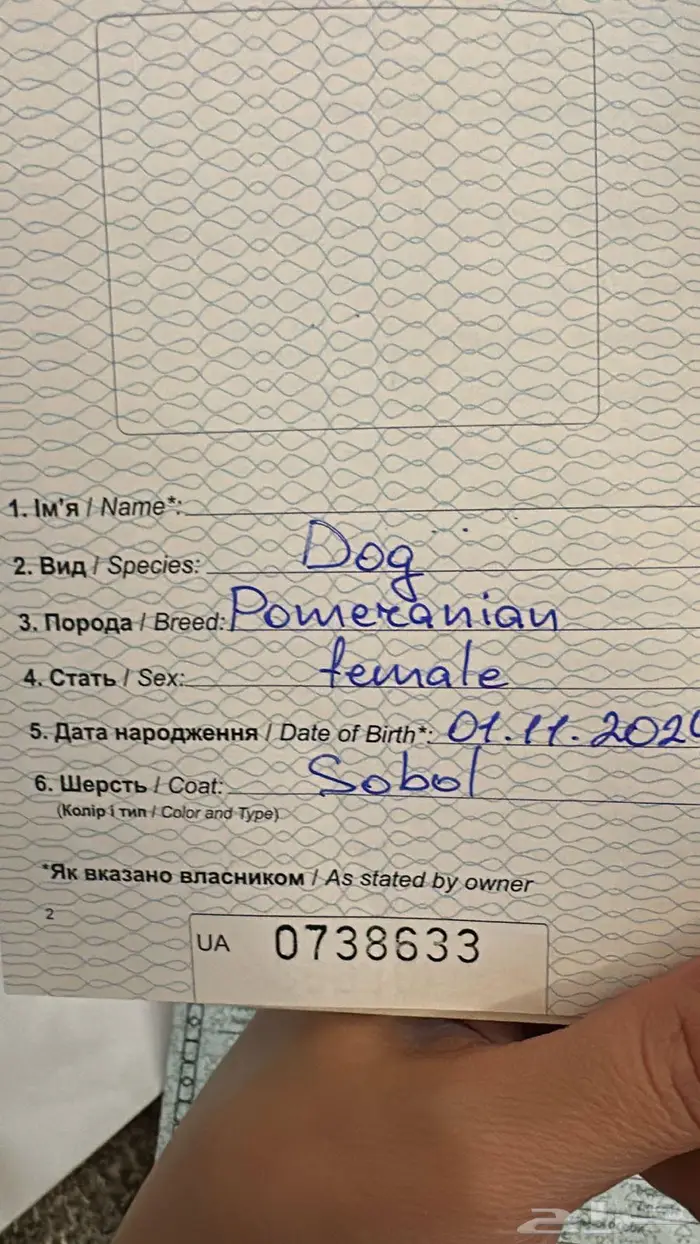 1. Ім'я / Name*:
2. Вид / Species: Dog
3. Порода / Breed: Pomeranian
4. Стать / Sex: female
5. Дата народження / Date of Birth*: 01.11.202
6. Шерсть / Coat: Sobol
(Колір і тип / Color and Type)
*Як вказано власником / As stated by owner
2
UA 0738633